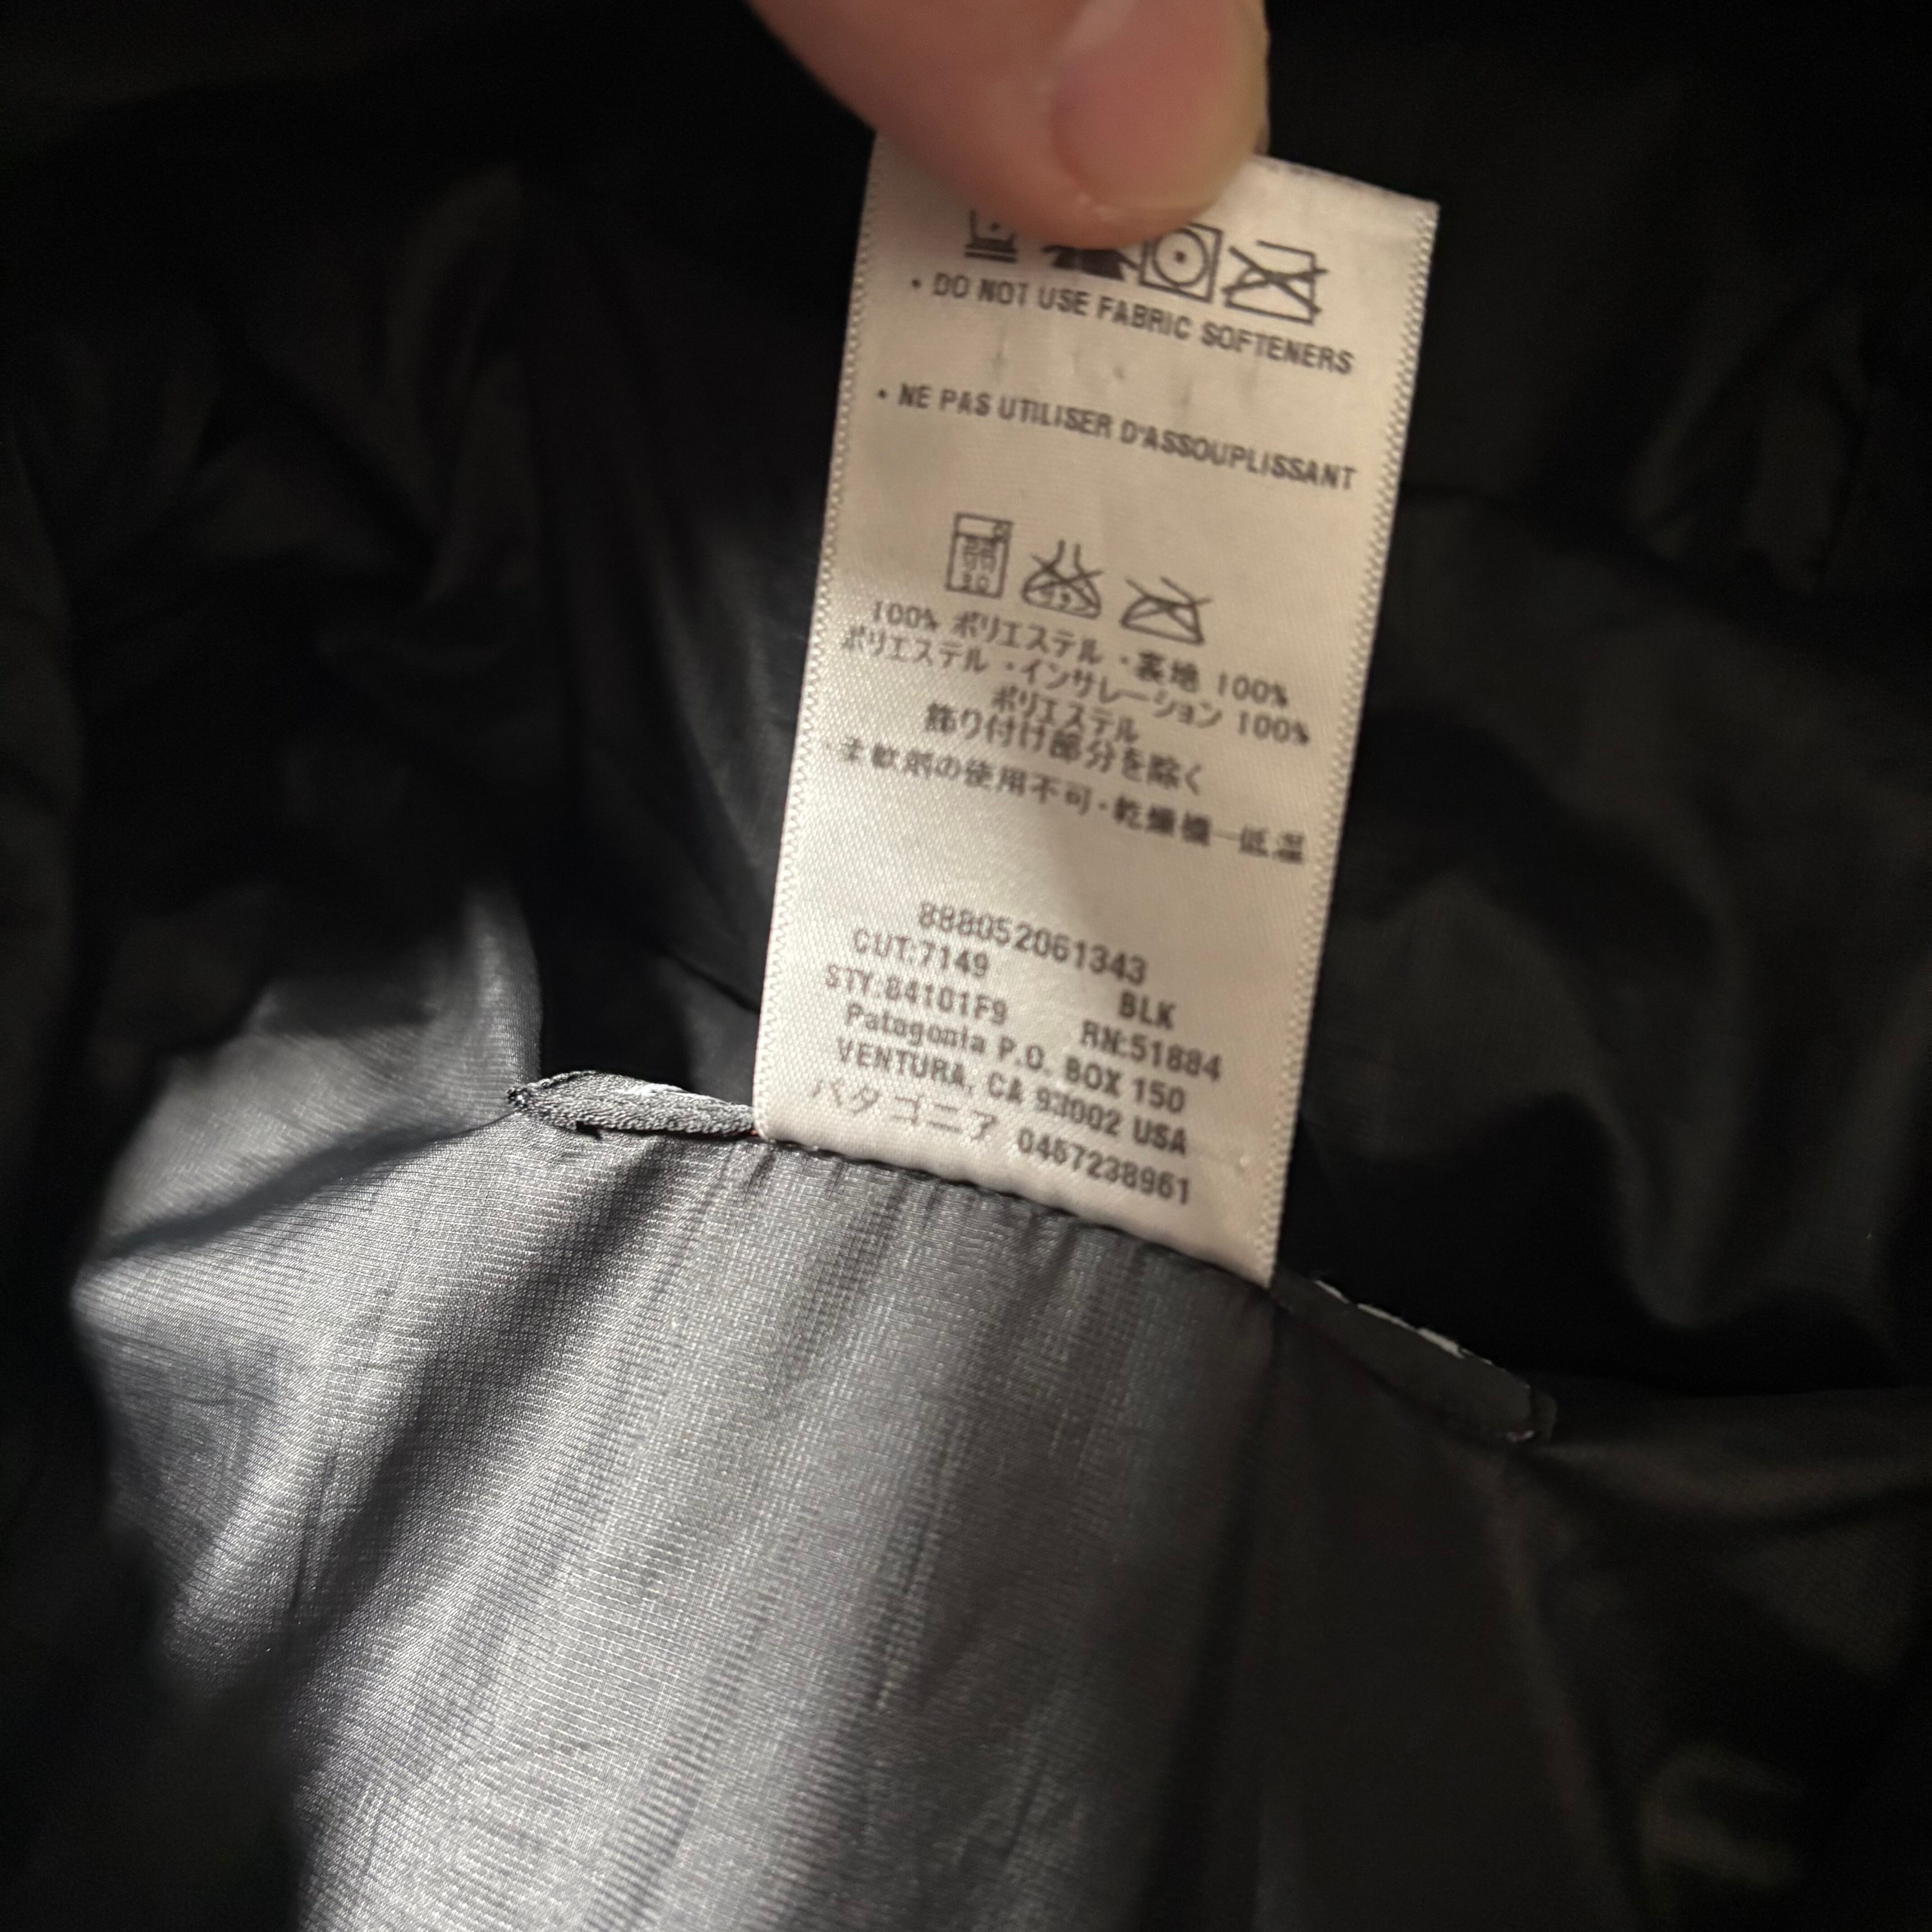 • DO NOT USE FABRIC SOFTENERS
• NE PAS UTILISER D'ASSOUPLISSANT
100% ポリエステル ・裏地 100%
ポリエステル ・インサレーション 100%
ポリエステル
飾り付け部分を除く
・柔軟剤の使用不可・乾燥機―低温
888052061343
CUT:7149 BLK
STY:84101F9 RN:51884
Patagonia P.O. BOX 150
VENTURA, CA 93002 USA
パタゴニア 0467238961